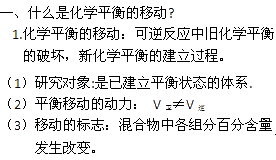 一、什么是化学平衡的移动?
1.化学平衡的移动:可逆反应中旧化学平衡
的破坏,新化学平衡的建立过程。
(1)研究对象:是已建立平衡状态的体系.
(2)平衡移动的动力: V正≠V逆
(3)移动的标志:混合物中各组分百分含量
发生改变。